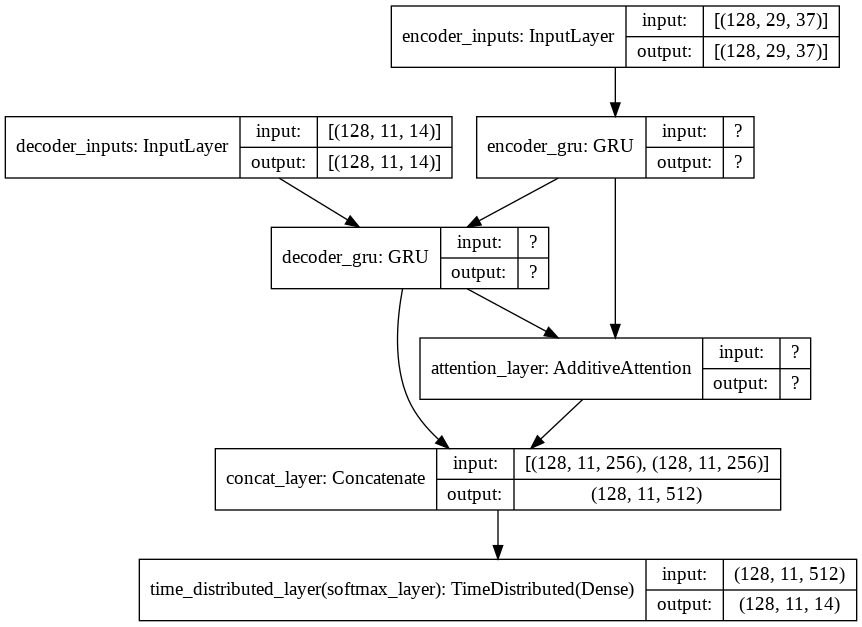 encoder_inputs: InputLayer
input:
[(128, 29, 37)]
output:
[(128, 29, 37)]
decoder_inputs: InputLayer
input:
[(128, 11, 14)]
output:
[(128, 11, 14)]
encoder_gru: GRU
input:
?
output:
?
decoder_gru: GRU
input:
?
output:
?
attention_layer: AdditiveAttention
input:
?
output:
?
concat_layer: Concatenate
input:
[(128, 11, 256), (128, 11, 256)]
output:
(128, 11, 512)
time_distributed_layer(softmax_layer): TimeDistributed(Dense)
input:
(128, 11, 512)
output:
(128, 11, 14)